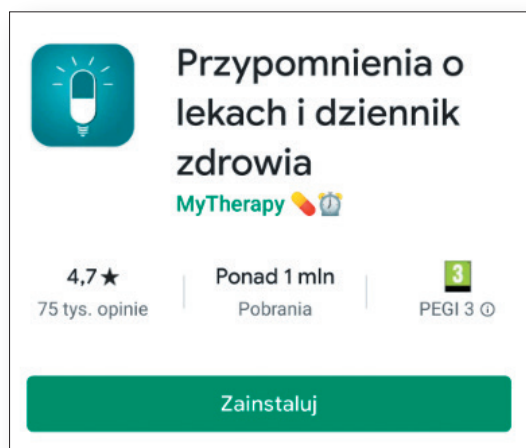 Przypomnienia o
lekach i dziennik
zdrowia
MyTherapy 💊⏰
4,7★
75 tys. opinie
Ponad 1 mln
Pobrania
3
PEGI 3 ⓘ
Zainstaluj